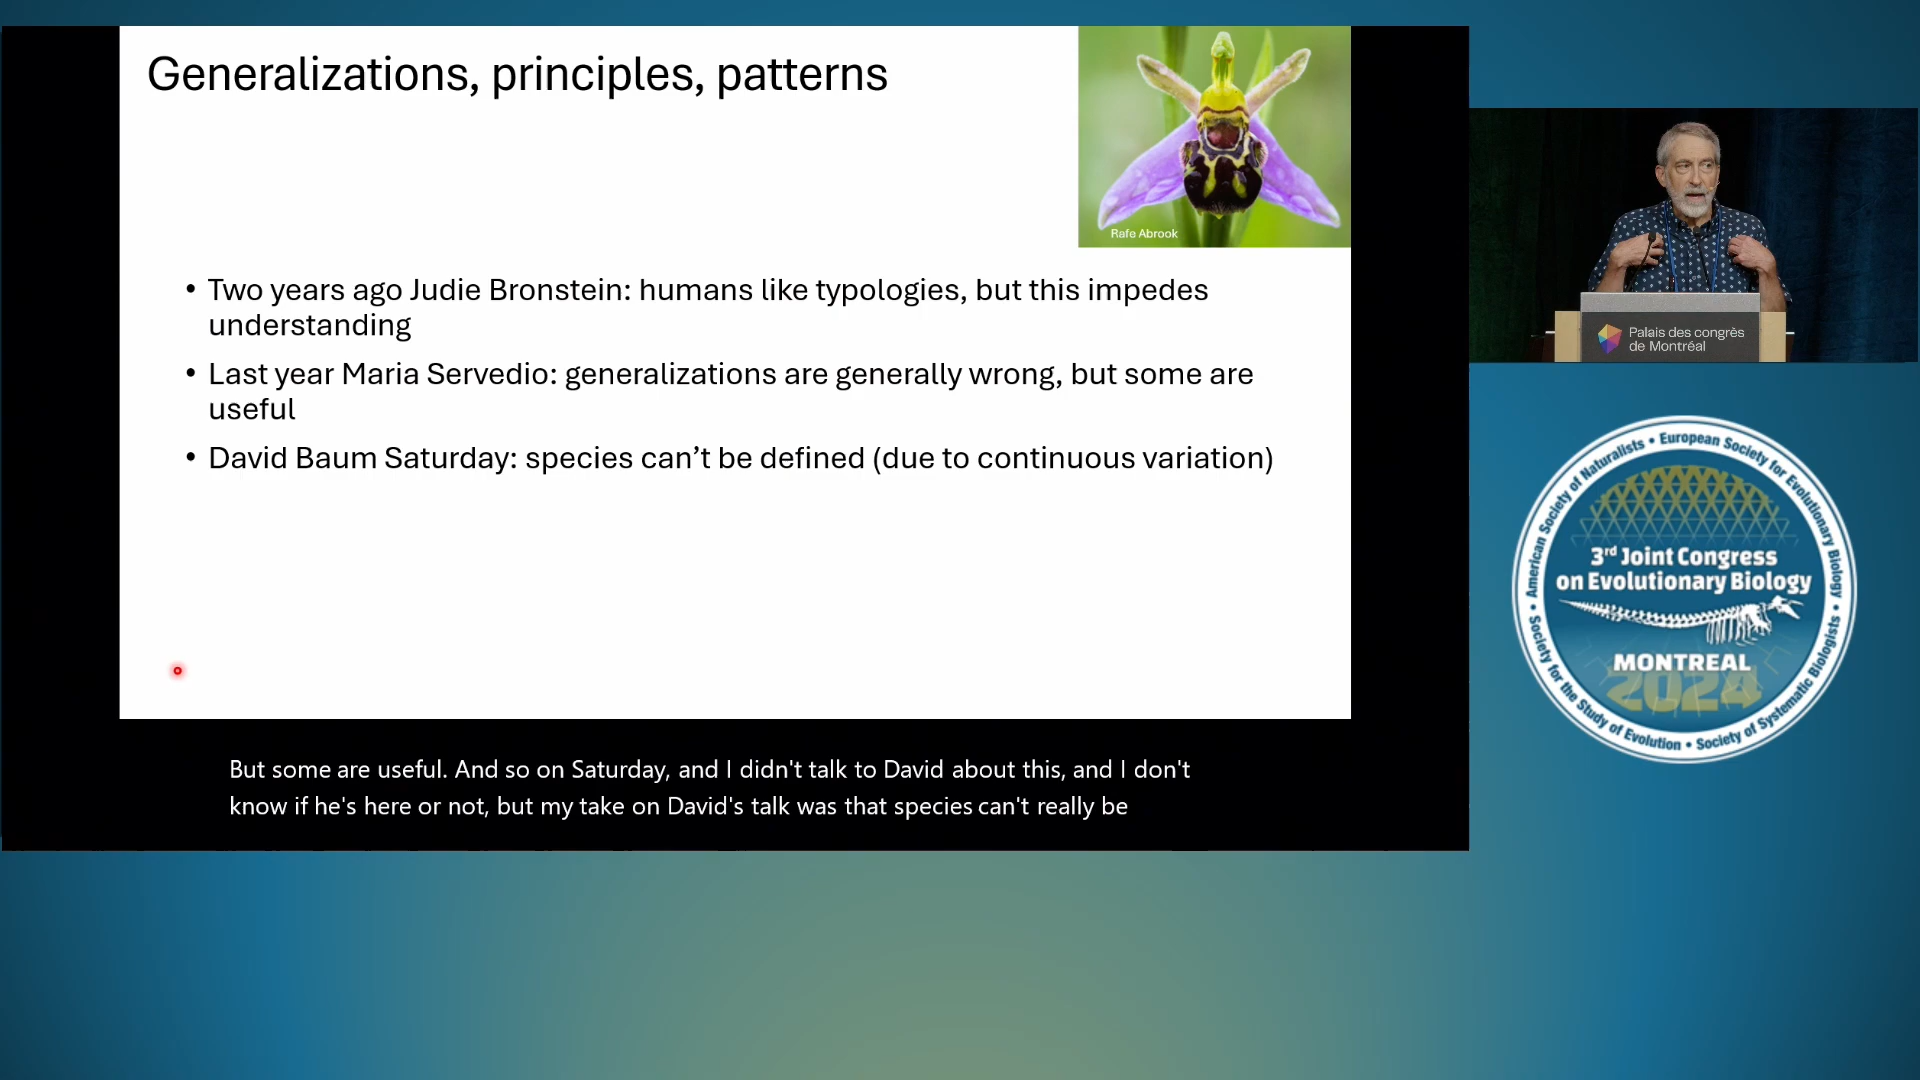 Generalizations, principles, patterns
Rafe Abrook
• Two years ago Judie Bronstein: humans like typologies, but this impedes
understanding
• Last year Maria Servedio: generalizations are generally wrong, but some are
useful
• David Baum Saturday: species can’t be defined (due to continuous variation)
But some are useful. And so on Saturday, and I didn't talk to David about this, and I don't
know if he's here or not, but my take on David's talk was that species can't really be
Palais des congrès
de Montréal
American Society of Naturalists • European Society for Evolutionary Biology •
Society for the Study of Evolution • Society of Systematic Biologists •
3rd Joint Congress
on Evolutionary Biology
MONTREAL
2024